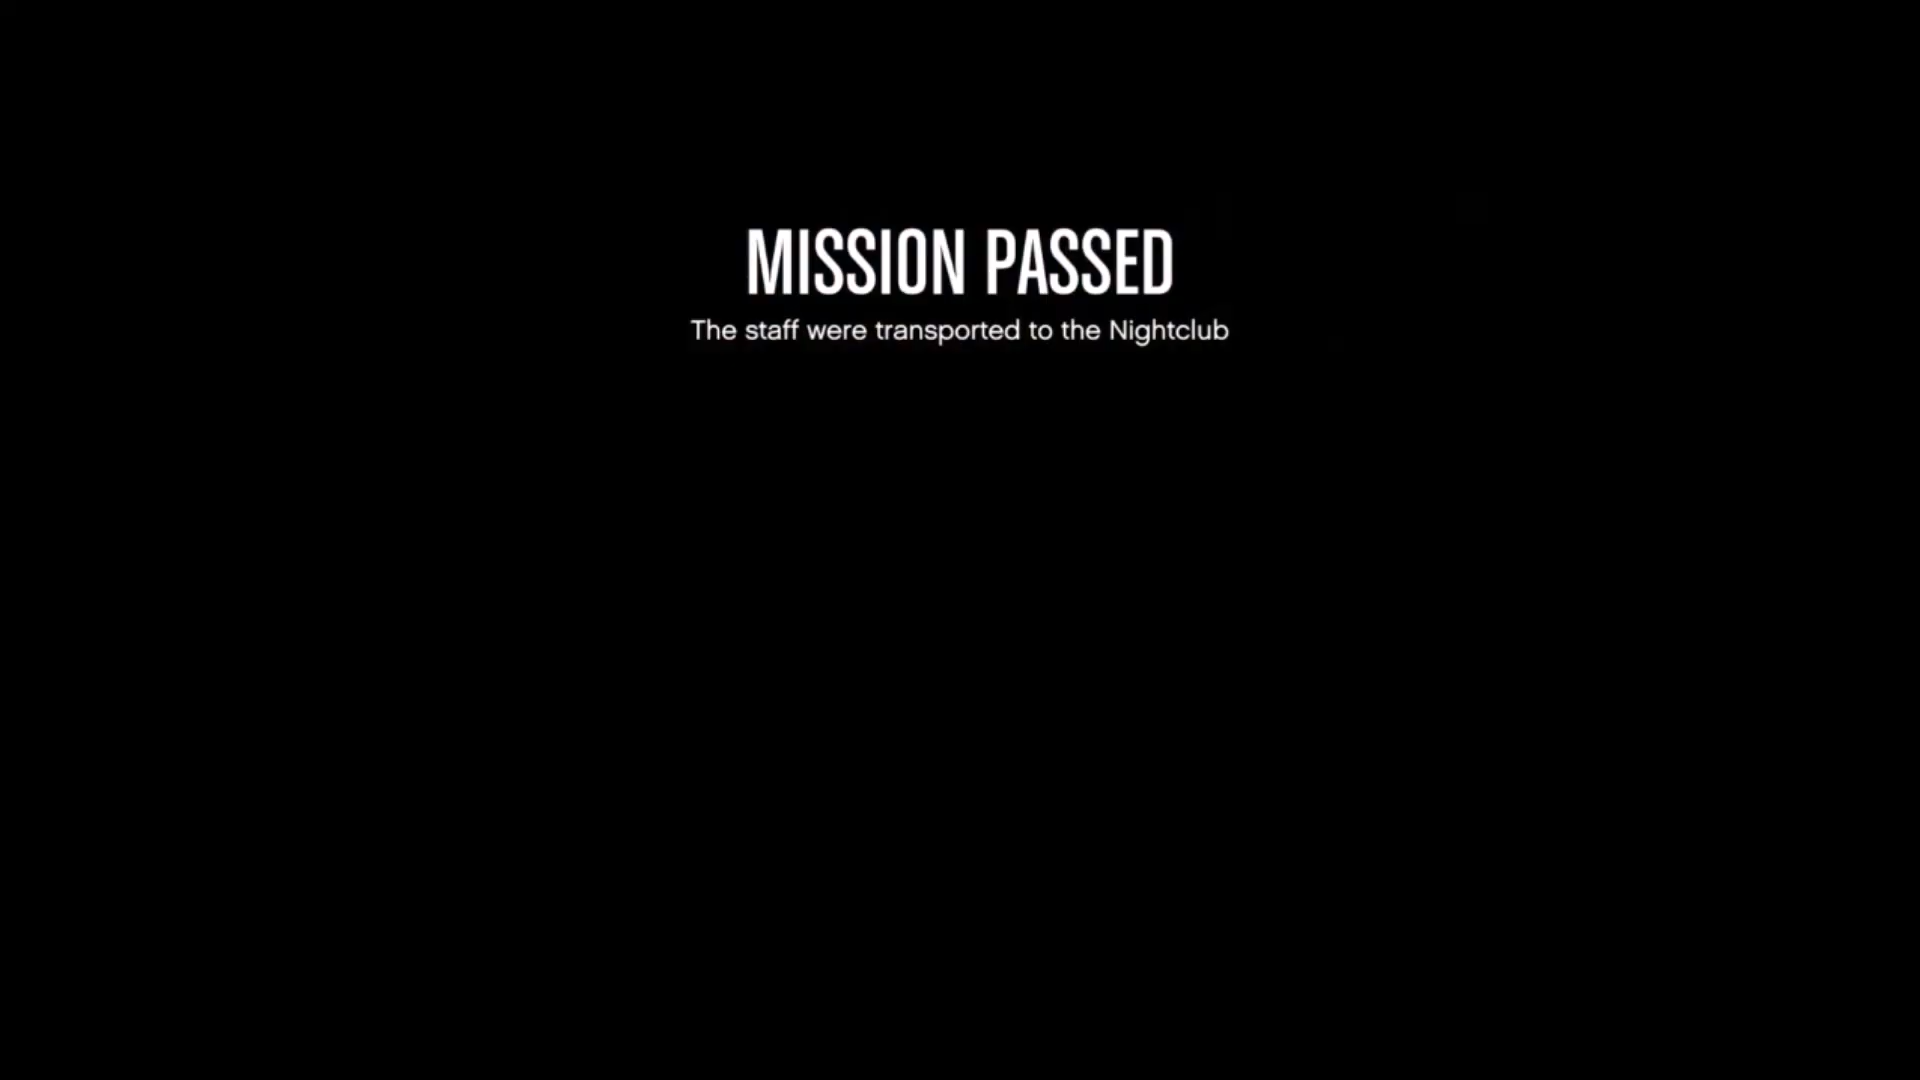 MISSION PASSED
The staff were transported to the Nightclub